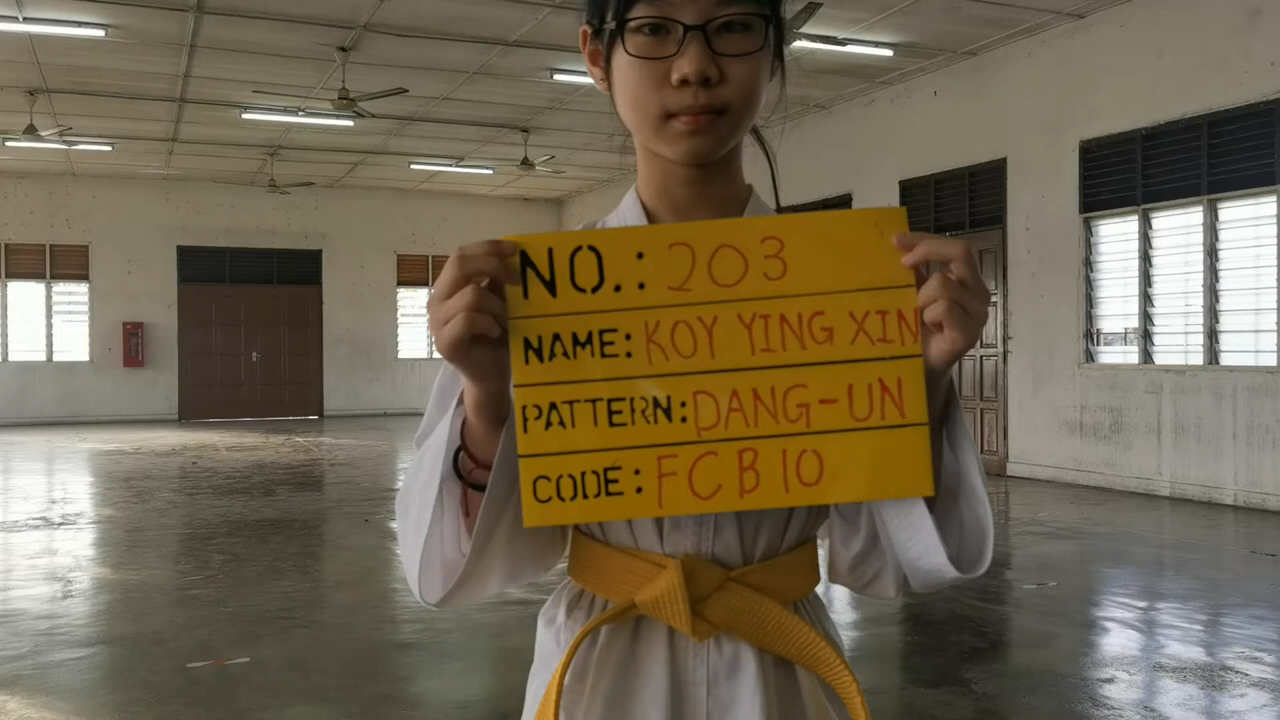 NO.: 203
NAME: KOY YING XIN
PATTERN: DANG-UN
CODE: FCB10